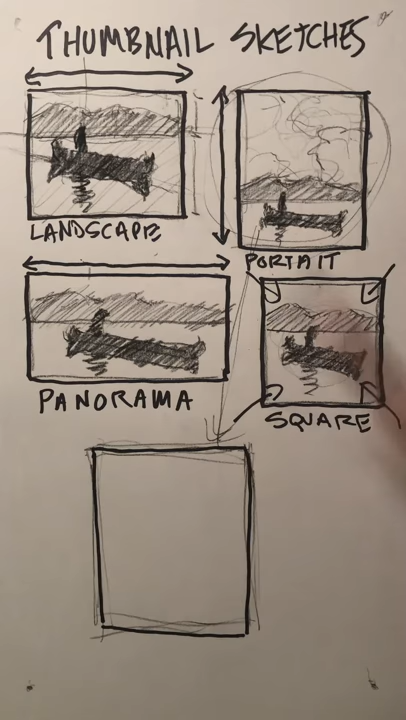 THUMBNAIL SKETCHES
LANDSCAPE
PORTAIT
PANORAMA
SQUARE